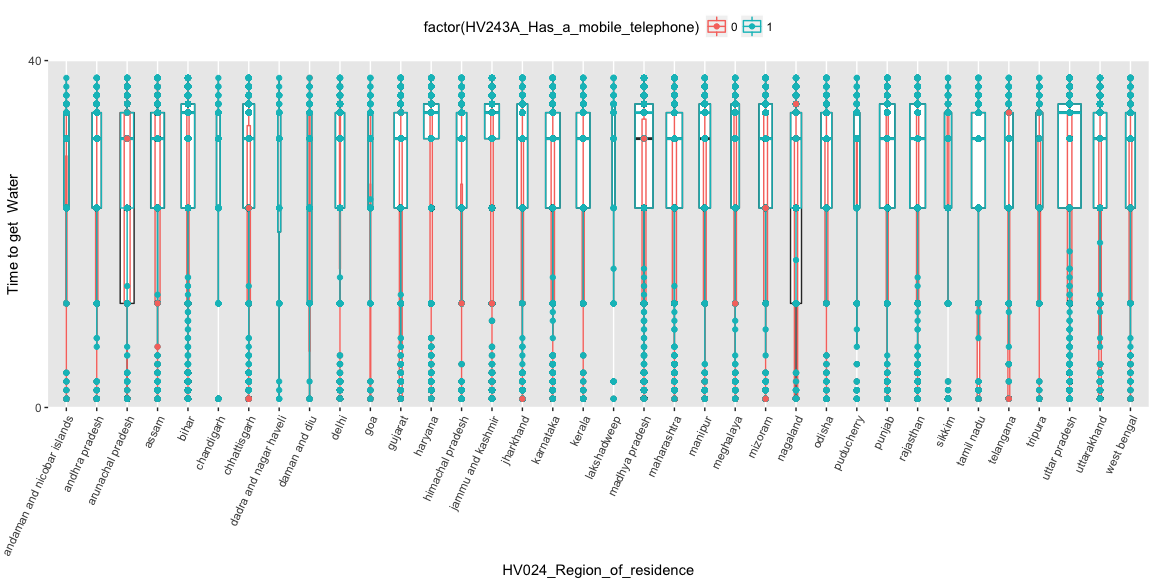 factor(HV243A_Has_a_mobile_telephone) 0 1
40
Time to get  Water
0
andaman and nicobar islands
andhra pradesh
arunachal pradesh
assam
bihar
chandigarh
chhattisgarh
dadra and nagar haveli
daman and diu
delhi
goa
gujarat
haryana
himachal pradesh
jammu and kashmir
jharkhand
karnataka
kerala
lakshadweep
madhya pradesh
maharashtra
manipur
meghalaya
mizoram
nagaland
odisha
puducherry
punjab
rajasthan
sikkim
tamil nadu
telangana
tripura
uttar pradesh
uttarakhand
west bengal
HV024_Region_of_residence